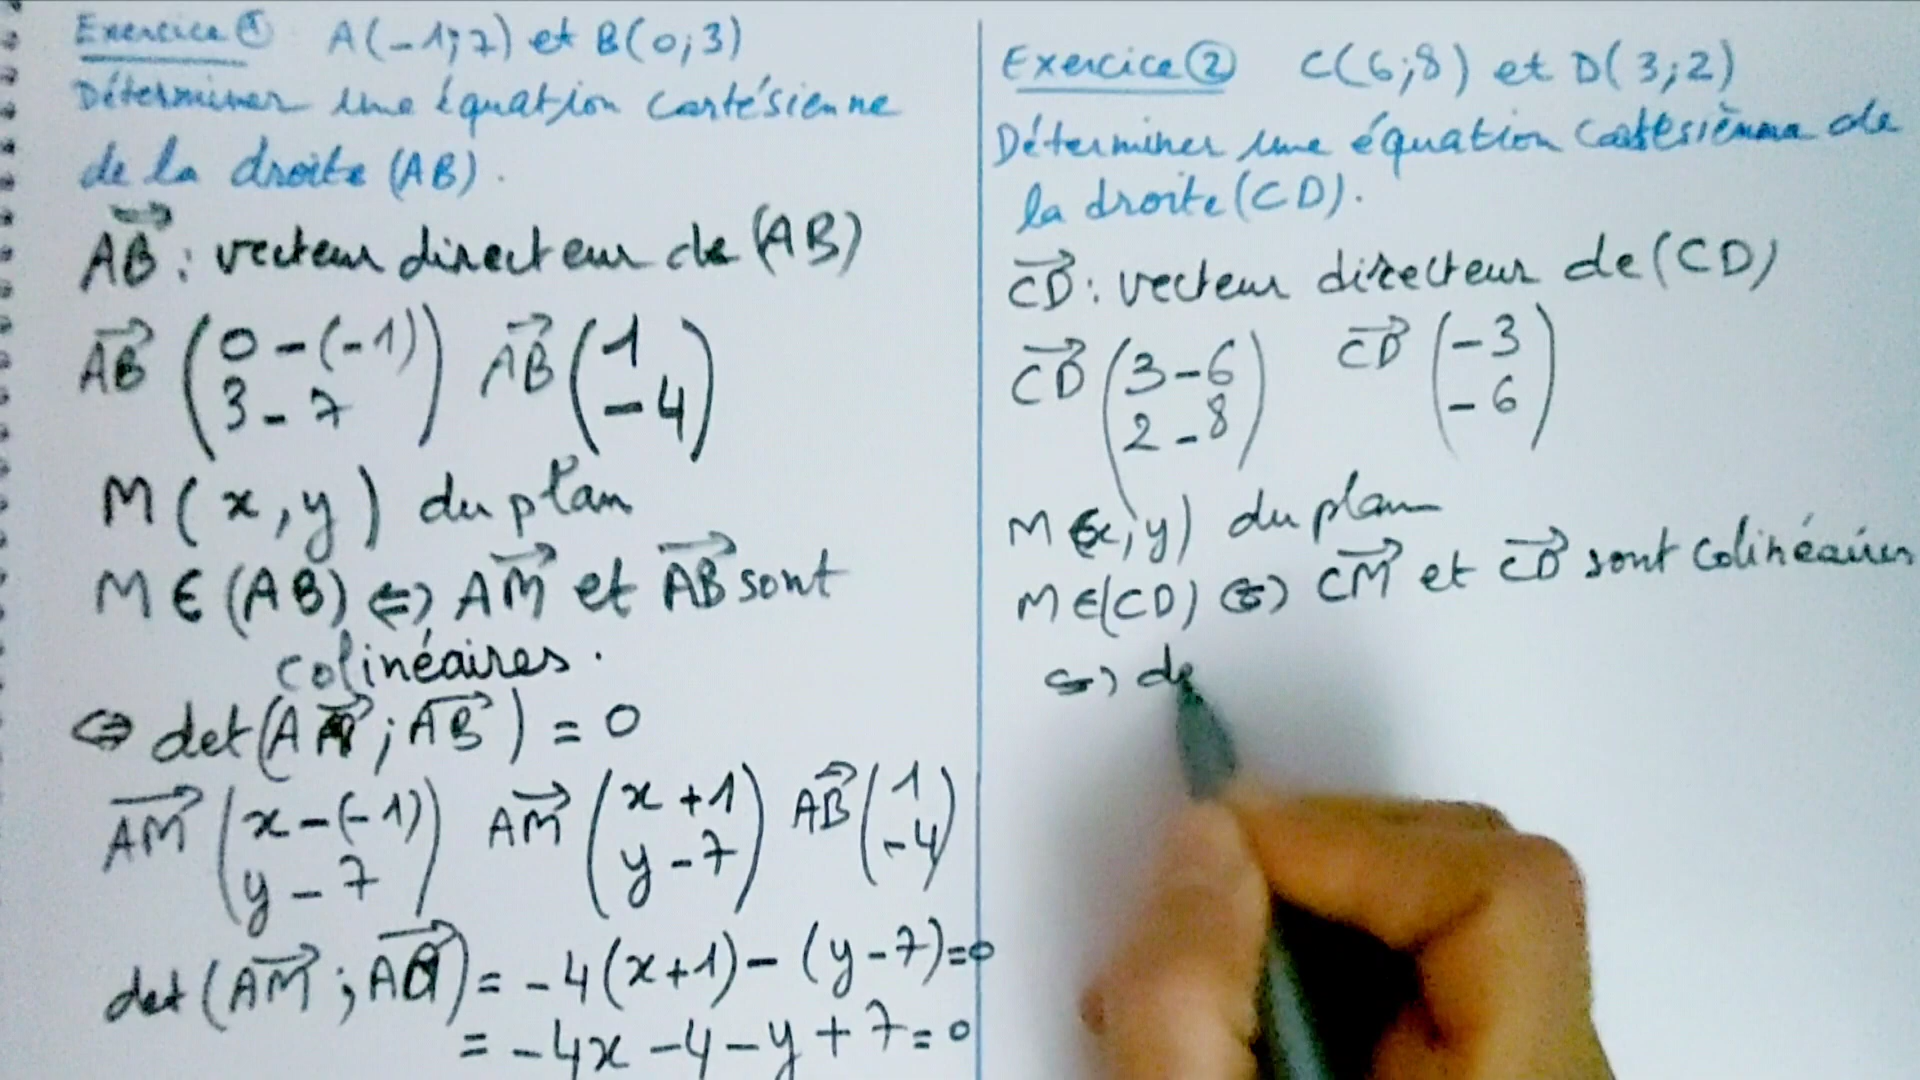 Exercice ① A(-1;7) et B(0;3)
Déterminer une équation cartésienne
de la droite (AB).
AB : vecteur directeur de (AB)
AB (0-(-1) 3-7) AB (1 -4)
M(x,y) du plan
M∈(AB) ⇔ AM et AB sont
colinéaires.
⇔ det(AM;AB) = 0
AM (x-(-1) y-7) AM (x+1 y-7) AB (1 -4)
det(AM;AB) = -4(x+1)-(y-7)=0
= -4x-4-y+7=0
Exercice ② C(6;8) et D(3;2)
Déterminer une équation cartésienne de
la droite (CD).
CD : vecteur directeur de (CD)
CD (3-6 2-8) CD (-3 -6)
M(x,y) du plan
M∈(CD) ⇔ CM et CD sont colinéaires
⇔ de